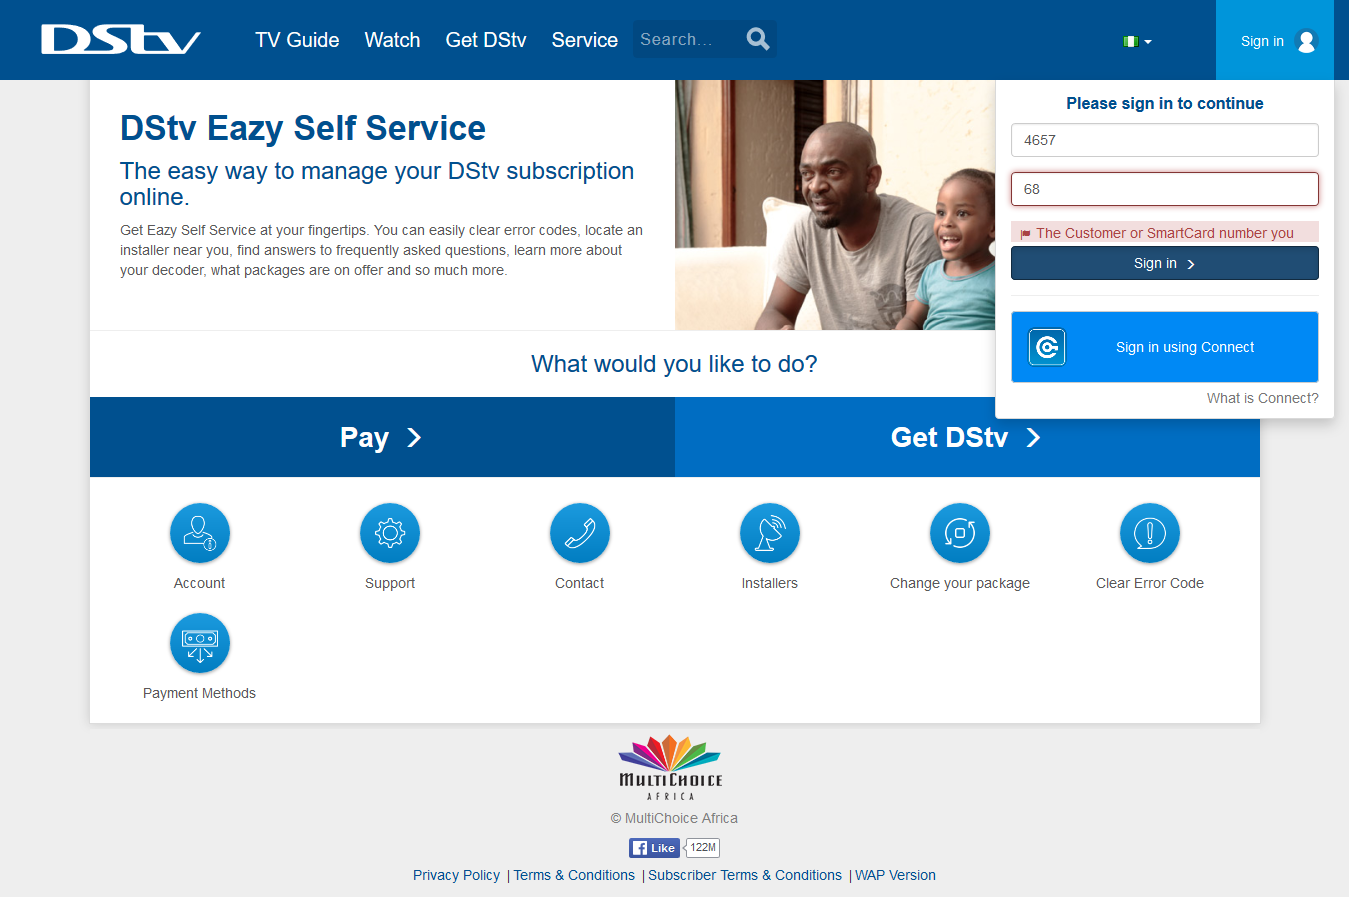 DStv
TV Guide
Watch
Get DStv
Service
Search...
Sign in
Please sign in to continue
4657
68
The Customer or SmartCard number you
Sign in
Sign in using Connect
What is Connect?
DStv Eazy Self Service
The easy way to manage your DStv subscription
online.
Get Eazy Self Service at your fingertips. You can easily clear error codes, locate an
installer near you, find answers to frequently asked questions, learn more about
your decoder, what packages are on offer and so much more.
What would you like to do?
Pay
Get DStv
Account
Support
Contact
Installers
Change your package
Clear Error Code
Payment Methods
MULTICHOICE
AFRICA
© MultiChoice Africa
Like
122M
Privacy Policy | Terms & Conditions | Subscriber Terms & Conditions | WAP Version